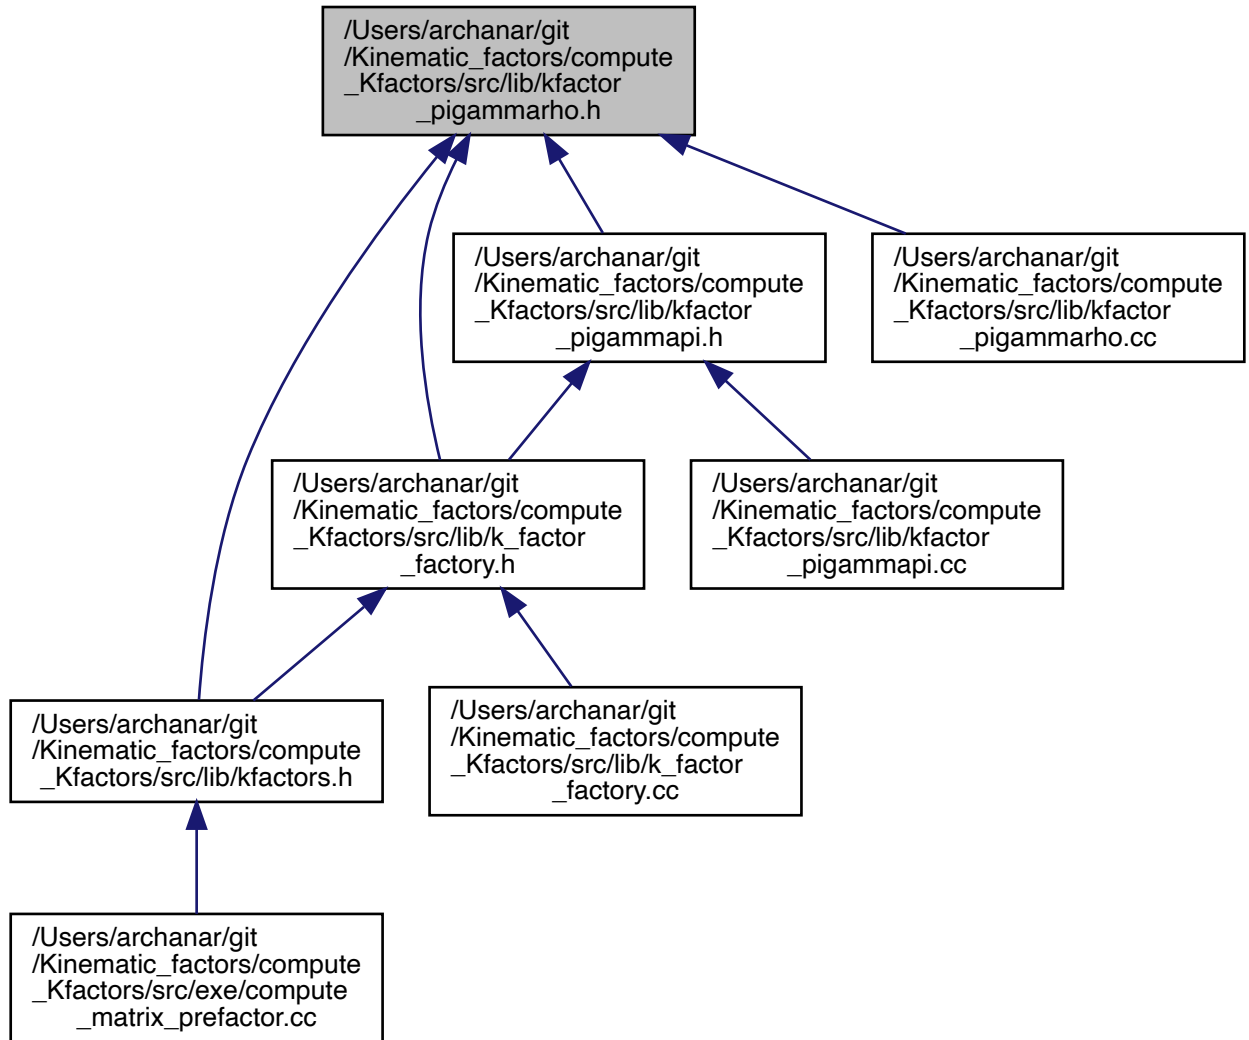 /Users/archanar/git
/Kinematic_factors/compute
_Kfactors/src/lib/kfactor
_pigammarho.h
/Users/archanar/git
/Kinematic_factors/compute
_Kfactors/src/lib/kfactor
_pigammapi.h
/Users/archanar/git
/Kinematic_factors/compute
_Kfactors/src/lib/kfactor
_pigammarho.cc
/Users/archanar/git
/Kinematic_factors/compute
_Kfactors/src/lib/k_factor
_factory.h
/Users/archanar/git
/Kinematic_factors/compute
_Kfactors/src/lib/kfactor
_pigammapi.cc
/Users/archanar/git
/Kinematic_factors/compute
_Kfactors/src/lib/kfactors.h
/Users/archanar/git
/Kinematic_factors/compute
_Kfactors/src/lib/k_factor
_factory.cc
/Users/archanar/git
/Kinematic_factors/compute
_Kfactors/src/exe/compute
_matrix_prefactor.cc